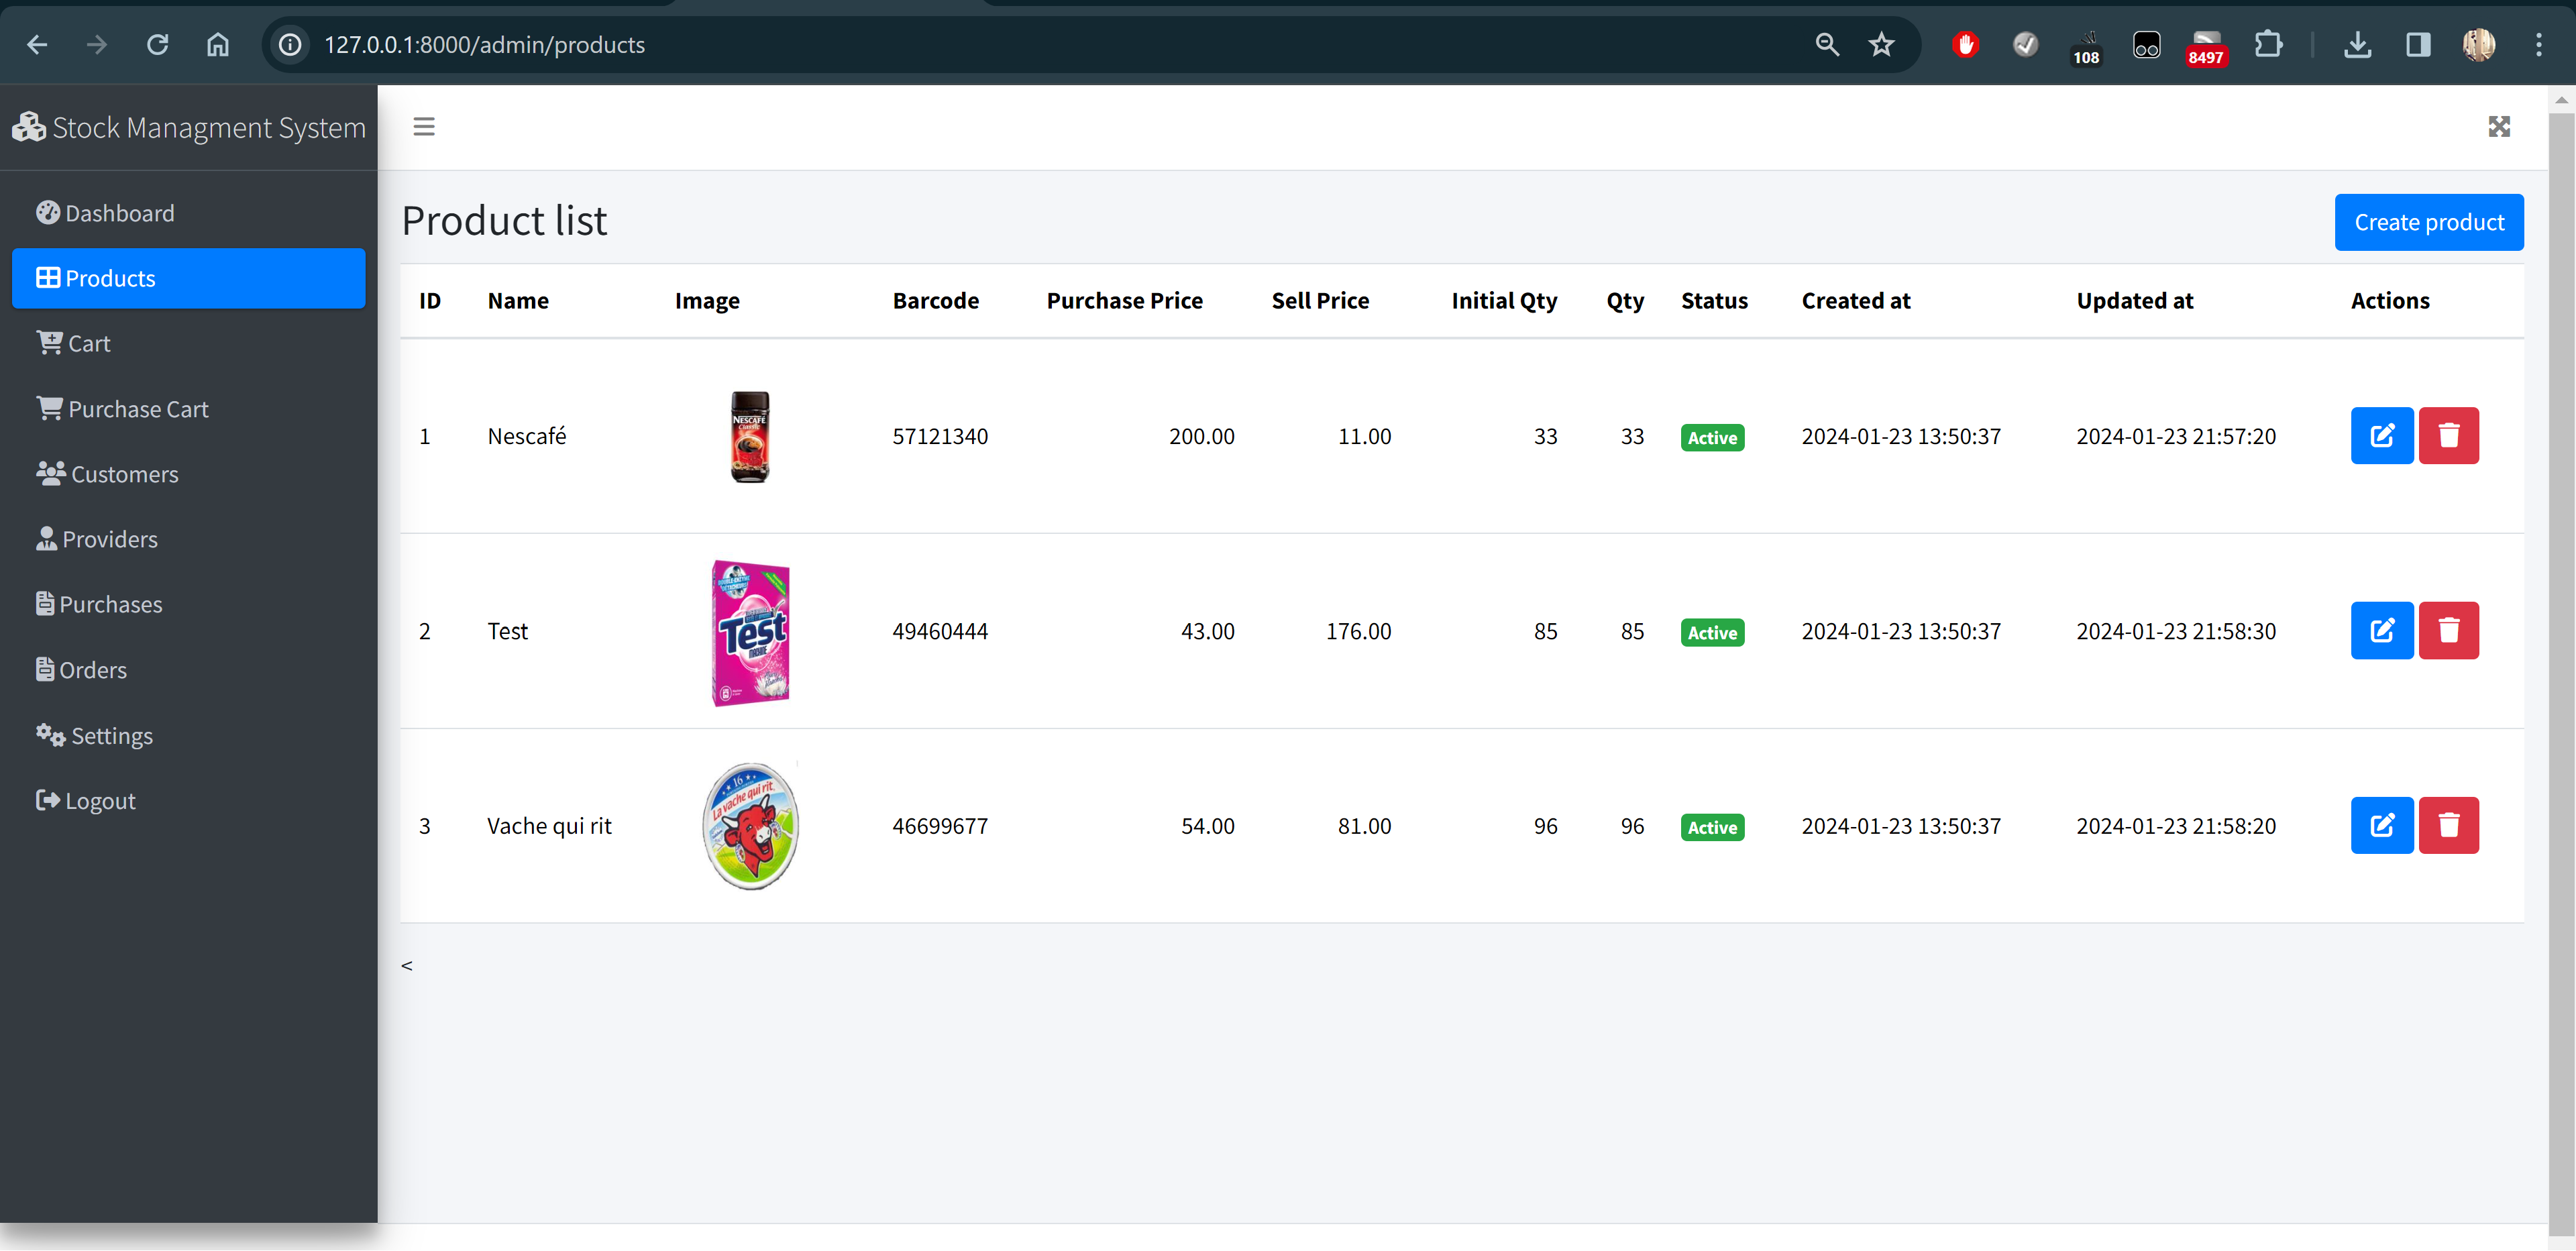 127.0.0.1:8000/admin/products
108
8497
Stock Managment System
Dashboard
Products
Cart
Purchase Cart
Customers
Providers
Purchases
Orders
Settings
Logout
Product list
Create product
ID Name Image Barcode Purchase Price Sell Price Initial Qty Qty Status Created at Updated at Actions
1 Nescafé 57121340 200.00 11.00 33 33 Active 2024-01-23 13:50:37 2024-01-23 21:57:20
NESCAFÉ
Classic
2 Test 49460444 43.00 176.00 85 85 Active 2024-01-23 13:50:37 2024-01-23 21:58:30
Test
MACHINE
3 Vache qui rit 46699677 54.00 81.00 96 96 Active 2024-01-23 13:50:37 2024-01-23 21:58:20
16
La vache qui rit
<